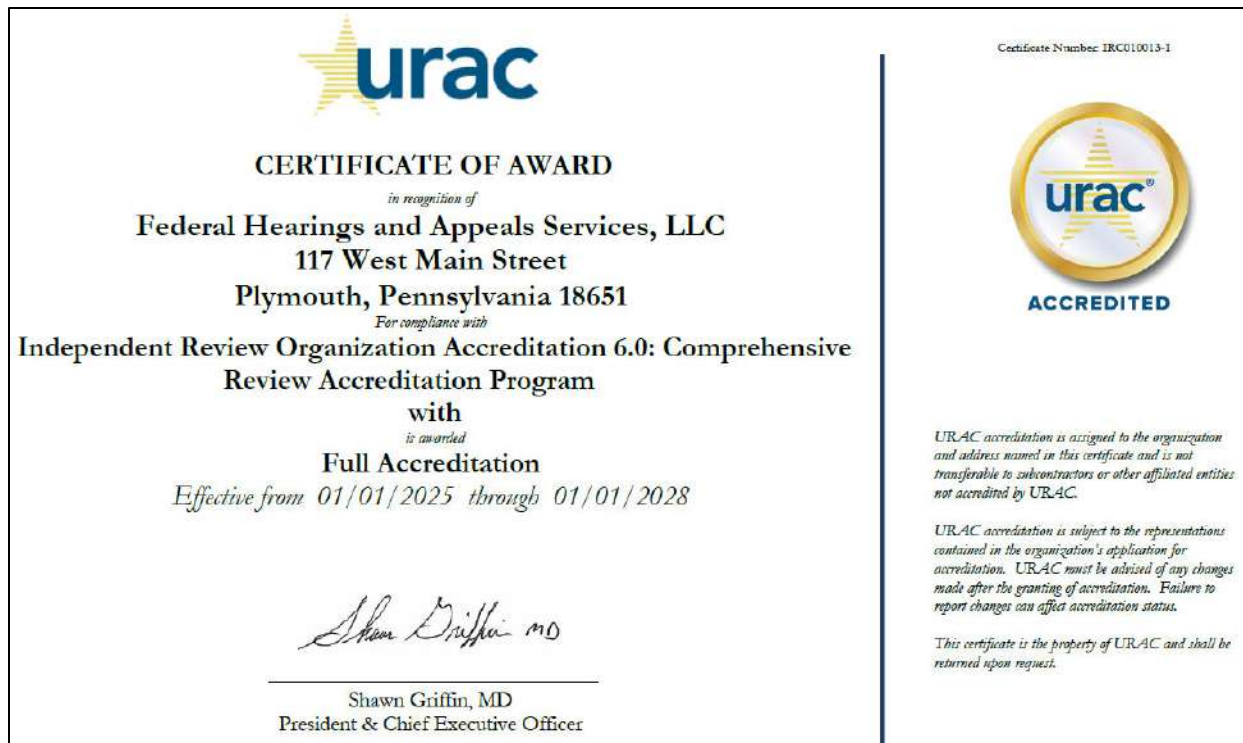 urac
CERTIFICATE OF AWARD
in recognition of
Federal Hearings and Appeals Services, LLC
117 West Main Street
Plymouth, Pennsylvania 18651
For compliance with
Independent Review Organization Accreditation 6.0: Comprehensive
Review Accreditation Program
with
is awarded
Full Accreditation
Effective from 01/01/2025 through 01/01/2028
Shawn Griffin MD
Shawn Griffin, MD
President & Chief Executive Officer
Certificate Number: IRC010013-1
urac®
ACCREDITED
URAC accreditation is assigned to the organization
and address named in this certificate and is not
transferable to subcontractors or other affiliated entities
not accredited by URAC.
URAC accreditation is subject to the representations
contained in the organization's application for
accreditation. URAC must be advised of any changes
made after the granting of accreditation. Failure to
report changes can affect accreditation status.
This certificate is the property of URAC and shall be
returned upon request.